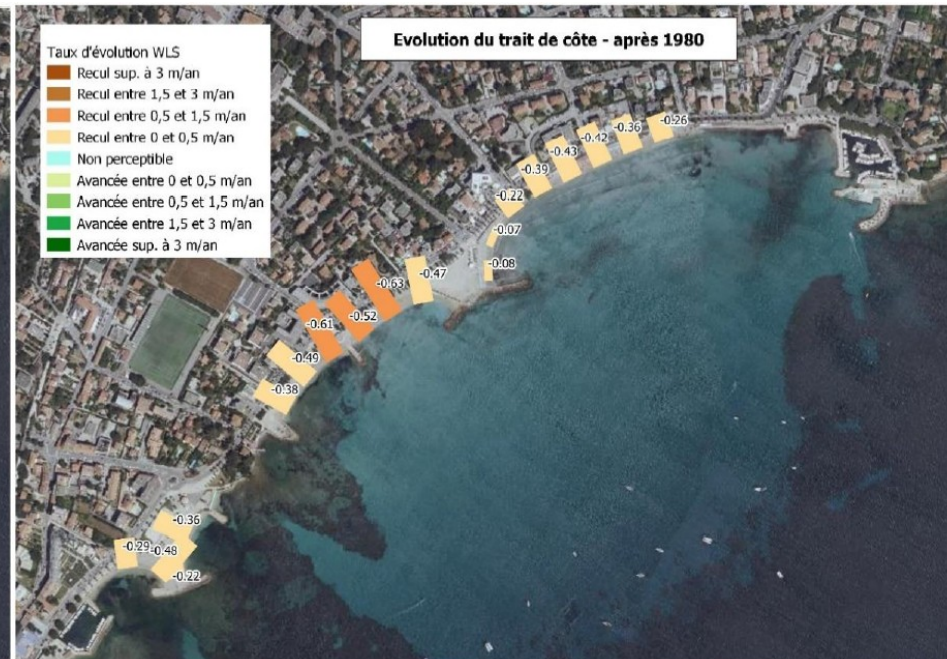 Evolution du trait de côte - après 1980
Taux d'évolution WLS
Recul sup. à 3 m/an
Recul entre 1,5 et 3 m/an
Recul entre 0,5 et 1,5 m/an
Recul entre 0 et 0,5 m/an
Non perceptible
Avancée entre 0 et 0,5 m/an
Avancée entre 0,5 et 1,5 m/an
Avancée entre 1,5 et 3 m/an
Avancée sup. à 3 m/an
-0.26
-0.36
-0.42
-0.43
-0.39
-0.22
-0.07
-0.08
-0.47
-0.63
-0.52
-0.61
-0.49
-0.38
-0.36
-0.29
-0.48
-0.22